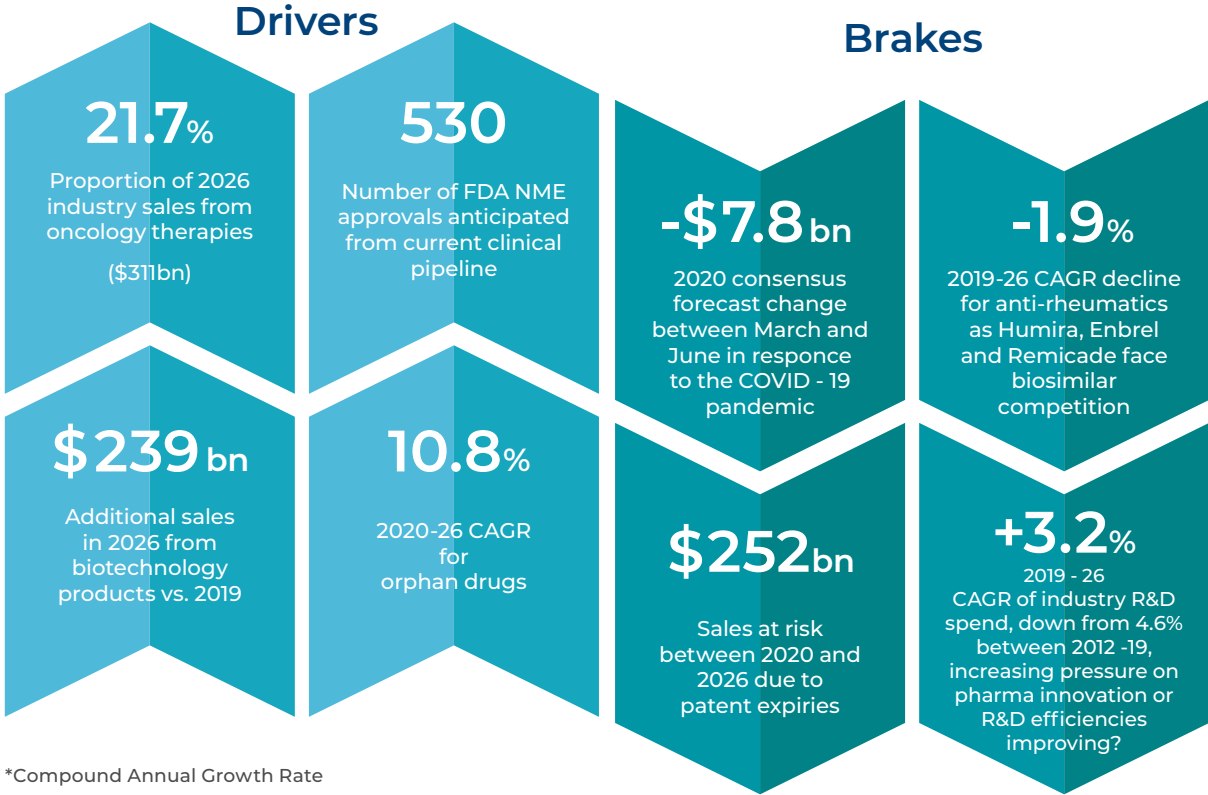 Drivers
21.7%
Proportion of 2026
industry sales from
oncology therapies
($311bn)
530
Number of FDA NME
approvals anticipated
from current clinical
pipeline
$239 bn
Additional sales
in 2026 from
biotechnology
products vs. 2019
10.8%
2020-26 CAGR
for
orphan drugs
Brakes
-$7.8 bn
2020 consensus
forecast change
between March and
June in responce
to the COVID - 19
pandemic
-1.9%
2019-26 CAGR decline
for anti-rheumatics
as Humira, Enbrel
and Remicade face
biosimilar
competition
$252bn
Sales at risk
between 2020 and
2026 due to
patent expiries
+3.2%
2019 - 26
CAGR of industry R&D
spend, down from 4.6%
between 2012 -19,
increasing pressure on
pharma innovation or
R&D efficiencies
improving?
*Compound Annual Growth Rate